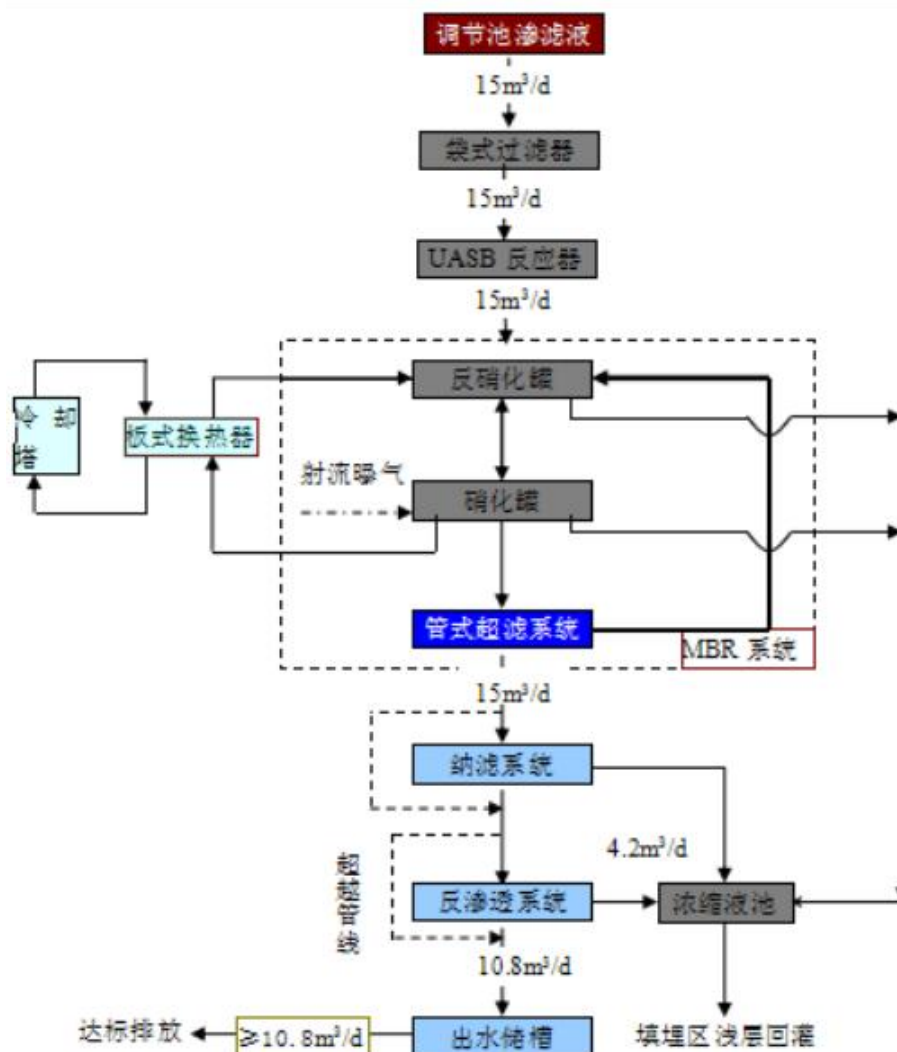 调节池渗滤液
15m³/d
袋式过滤器
15m³/d
UASB 反应器
15m³/d
反硝化罐
冷却
塔
板式换热器
射流曝气
硝化罐
管式超滤系统
MBR 系统
15m³/d
纳滤系统
超越管线
4.2m³/d
反渗透系统
浓缩液池
10.8m³/d
达标排放
≥10.8m³/d
出水储槽
填埋区浅层回灌